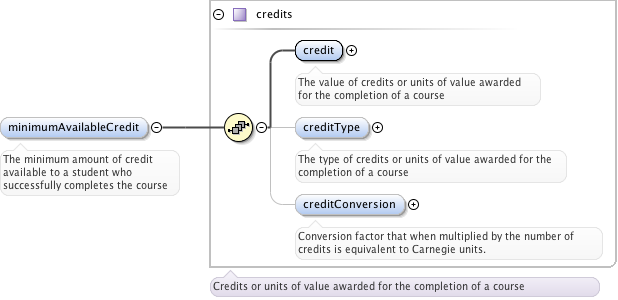 credits
credit
The value of credits or units of value awarded
for the completion of a course
minimumAvailableCredit
The minimum amount of credit
available to a student who
successfully completes the course
creditType
The type of credits or units of value awarded for the
completion of a course
creditConversion
Conversion factor that when multiplied by the number of
credits is equivalent to Carnegie units.
Credits or units of value awarded for the completion of a course